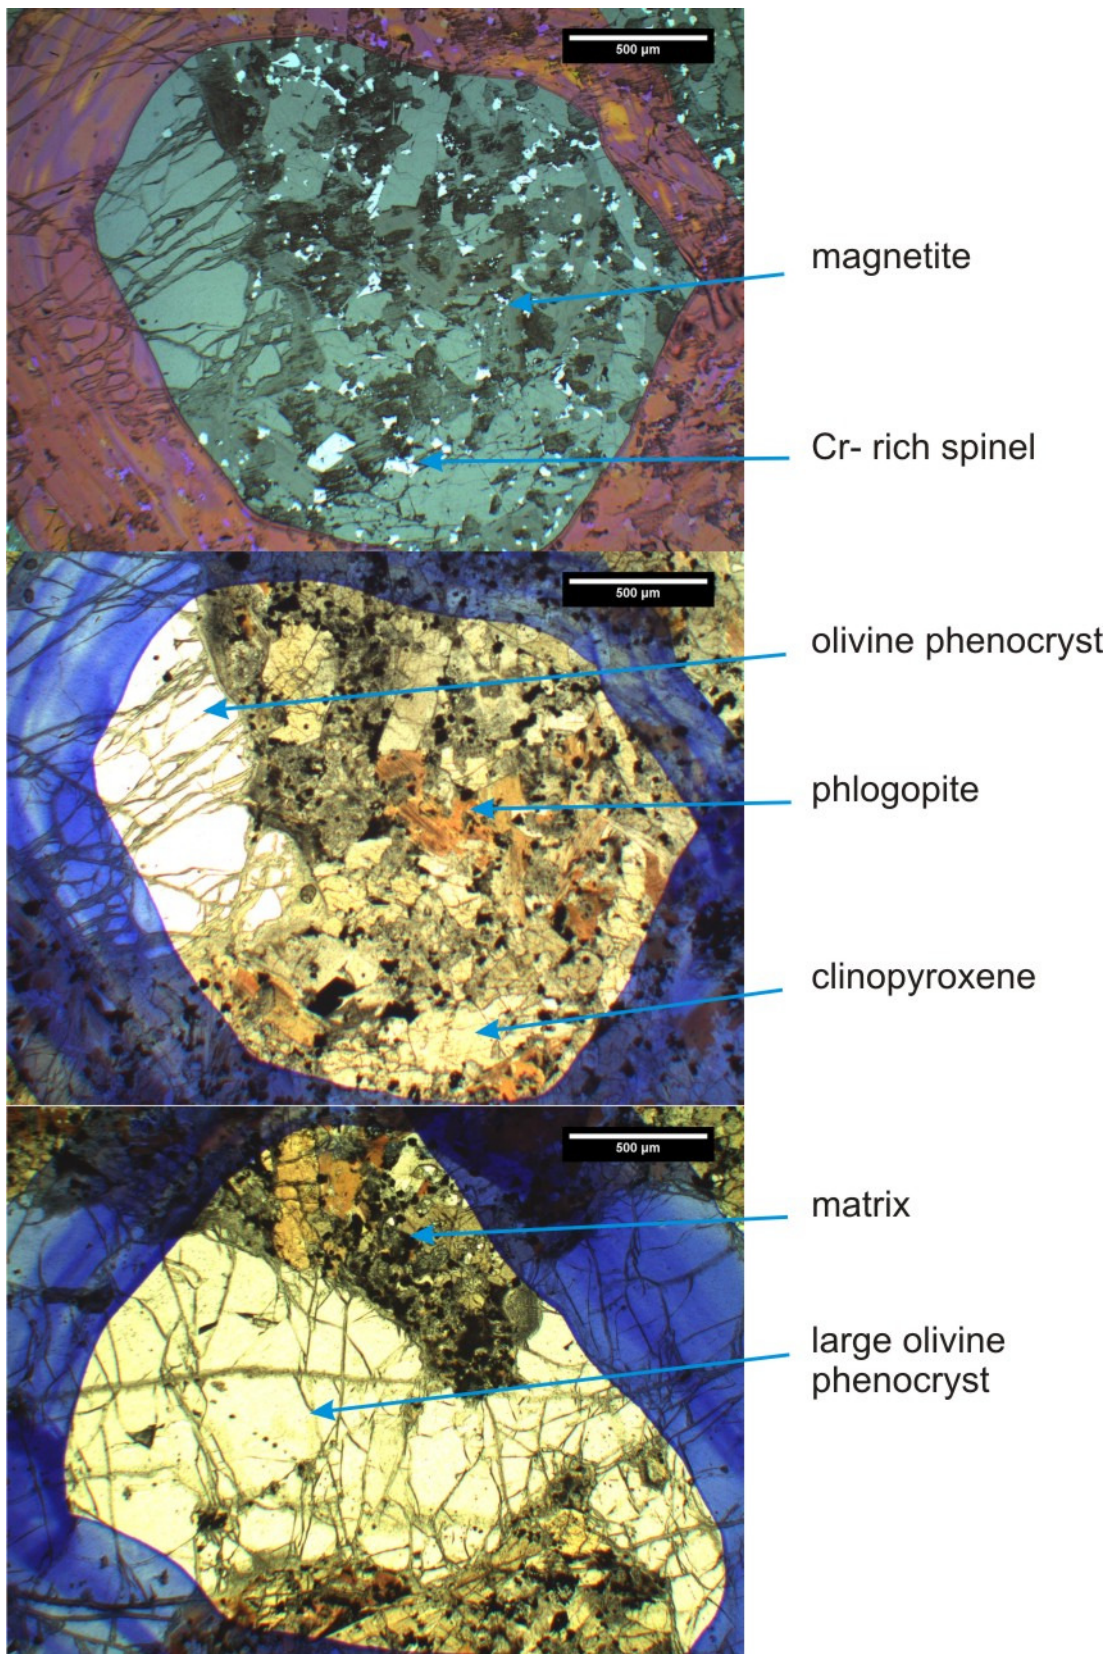 500 µm
magnetite
Cr- rich spinel
500 µm
olivine phenocryst
phlogopite
clinopyroxene
500 µm
matrix
large olivine
phenocryst